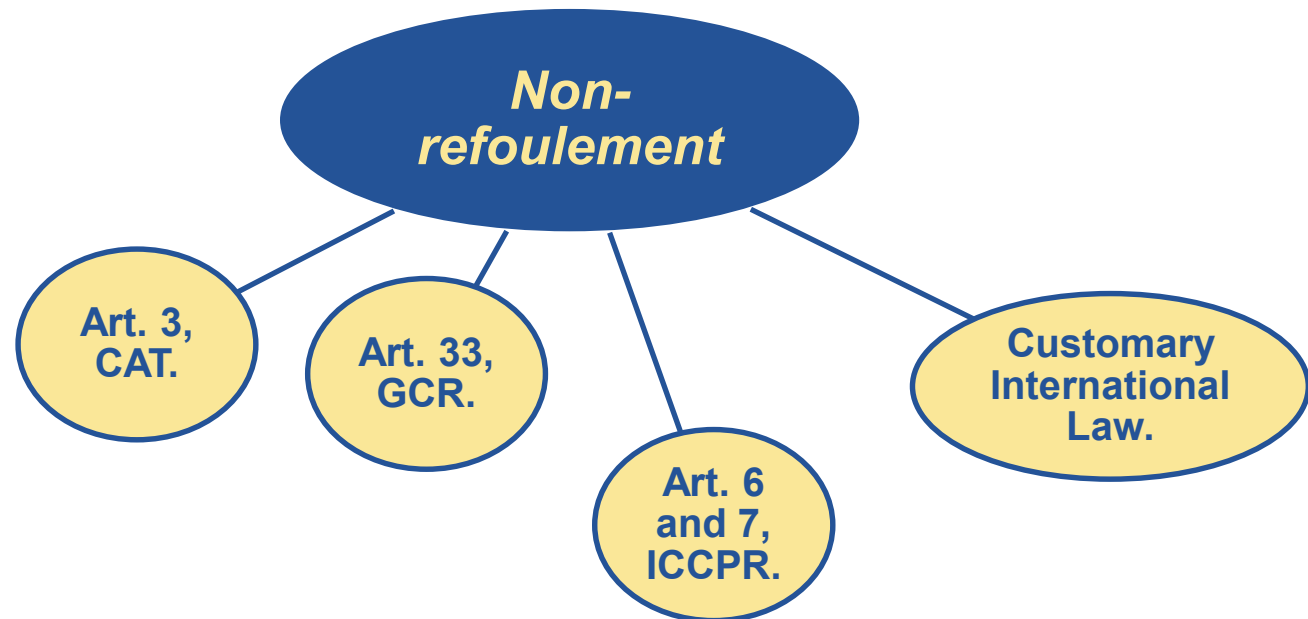 Non-
refoulement
Art. 3,
CAT.
Art. 33,
GCR.
Art. 6
and 7,
ICCPR.
Customary
International
Law.